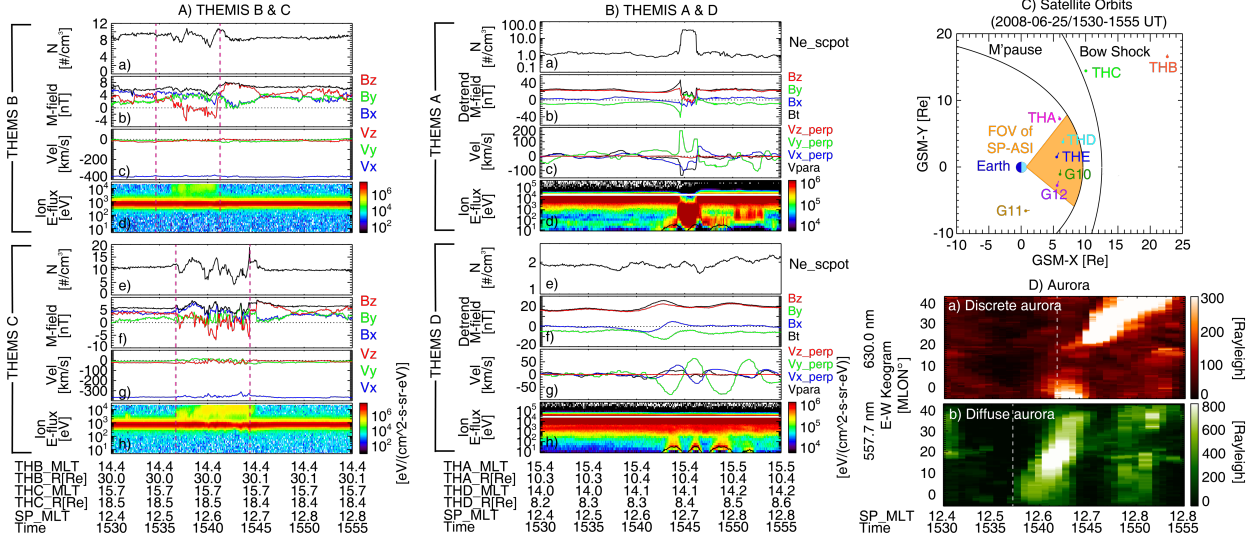 A) THEMIS B & C
THEMIS B
N
[#/cm³]
12
8
4
0
a)
M-field
[nT]
8
4
0
-4
b)
Bz
By
Bx
Vel
[km/s]
0
-200
-400
c)
Vz
Vy
Vx
Ion
E-flux
[eV]
10⁴
10³
10²
10¹
d)
10⁶
10⁴
THEMIS C
N
[#/cm³]
20
15
10
5
e)
M-field
[nT]
5
0
-5
-10
f)
Bz
By
Bx
Vel
[km/s]
0
-100
-200
-300
g)
Vz
Vy
Vx
Ion
E-flux
[eV]
10⁴
10³
10²
10¹
h)
10⁶
10⁴
[eV/(cm^2-s-sr-eV)]
THB_MLT 14.4 14.4 14.4 14.4 14.4 14.4
THB_R[Re] 30.0 30.0 30.0 30.1 30.1 30.1
THC_MLT 15.7 15.7 15.7 15.7 15.7 15.7
THC_R[Re] 18.5 18.5 18.5 18.4 18.4 18.4
SP_MLT 12.4 12.5 12.6 12.7 12.8 12.8
Time 1530 1535 1540 1545 1550 1555
B) THEMIS A & D
THEMIS A
N
[#/cm³]
100.0
10.0
1.0
0.1
a)
Ne_scpot
Detrend
M-field
[nT]
40
0
-40
b)
Bz
By
Bx
Bt
Vel
[km/s]
200
100
0
-100
c)
Vz_perp
Vy_perp
Vx_perp
Vpara
Ion
E-flux
[eV]
10⁵
10⁴
10³
10²
10¹
d)
10⁶
10⁵
10⁴
THEMIS D
N
[#/cm³]
2
1
e)
Ne_scpot
Detrend
M-field
[nT]
20
0
-20
f)
Bz
By
Bx
Bt
Vel
[km/s]
50
0
-50
g)
Vz_perp
Vy_perp
Vx_perp
Vpara
Ion
E-flux
[eV]
10⁵
10⁴
10³
10²
10¹
h)
10⁶
10⁵
10⁴
[eV/(cm^2-s-sr-eV)]
THA_MLT 15.4 15.4 15.4 15.4 15.5 15.5
THA_R[Re] 10.3 10.3 10.4 10.4 10.4 10.4
THD_MLT 14.0 14.0 14.1 14.1 14.2 14.2
THD_R[Re] 8.2 8.3 8.3 8.4 8.5 8.6
SP_MLT 12.4 12.5 12.6 12.7 12.8 12.8
Time 1530 1535 1540 1545 1550 1555
C) Satellite Orbits
(2008-06-25/1530-1555 UT)
GSM-Y [Re]
20
10
5
0
-5
-10
M'pause
Bow Shock
THB
THC
THA
FOV of
SP-ASI
THD
Earth
THE
G10
G12
G11
-10 -5 0 5 10 15 20 25
GSM-X [Re]
D) Aurora
557.7 nm 630.0 nm
E-W Keogram
[MLON]°
a) Discrete aurora
40
30
20
10
0
300
200
100
0
[Rayleigh]
b) Diffuse aurora
40
30
20
10
0
800
600
400
200
0
[Rayleigh]
SP_MLT 12.4 12.5 12.6 12.7 12.8 12.8
Time 1530 1535 1540 1545 1550 1555